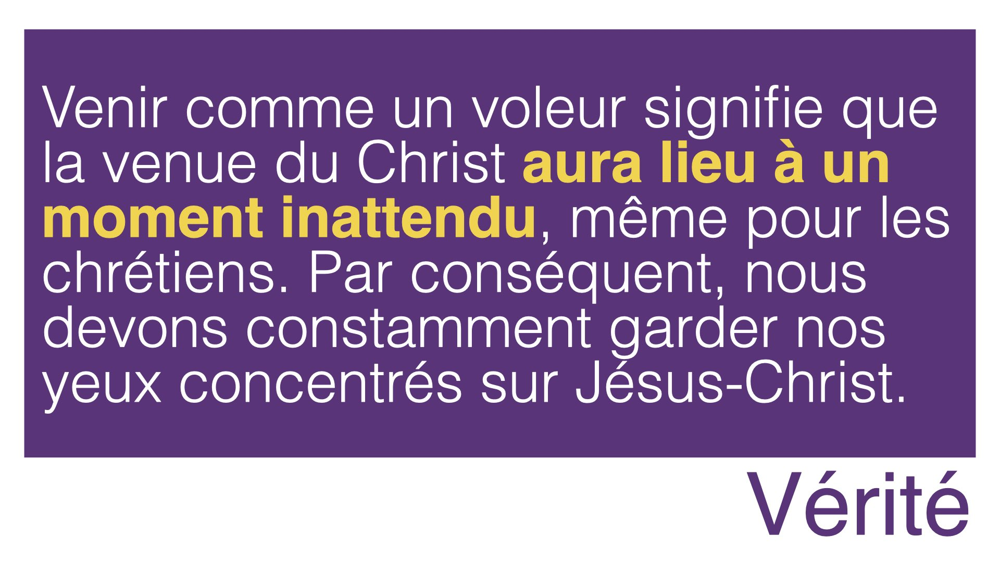 Venir comme un voleur signifie que
la venue du Christ aura lieu à un
moment inattendu, même pour les
chrétiens. Par conséquent, nous
devons constamment garder nos
yeux concentrés sur Jésus-Christ.
Vérité